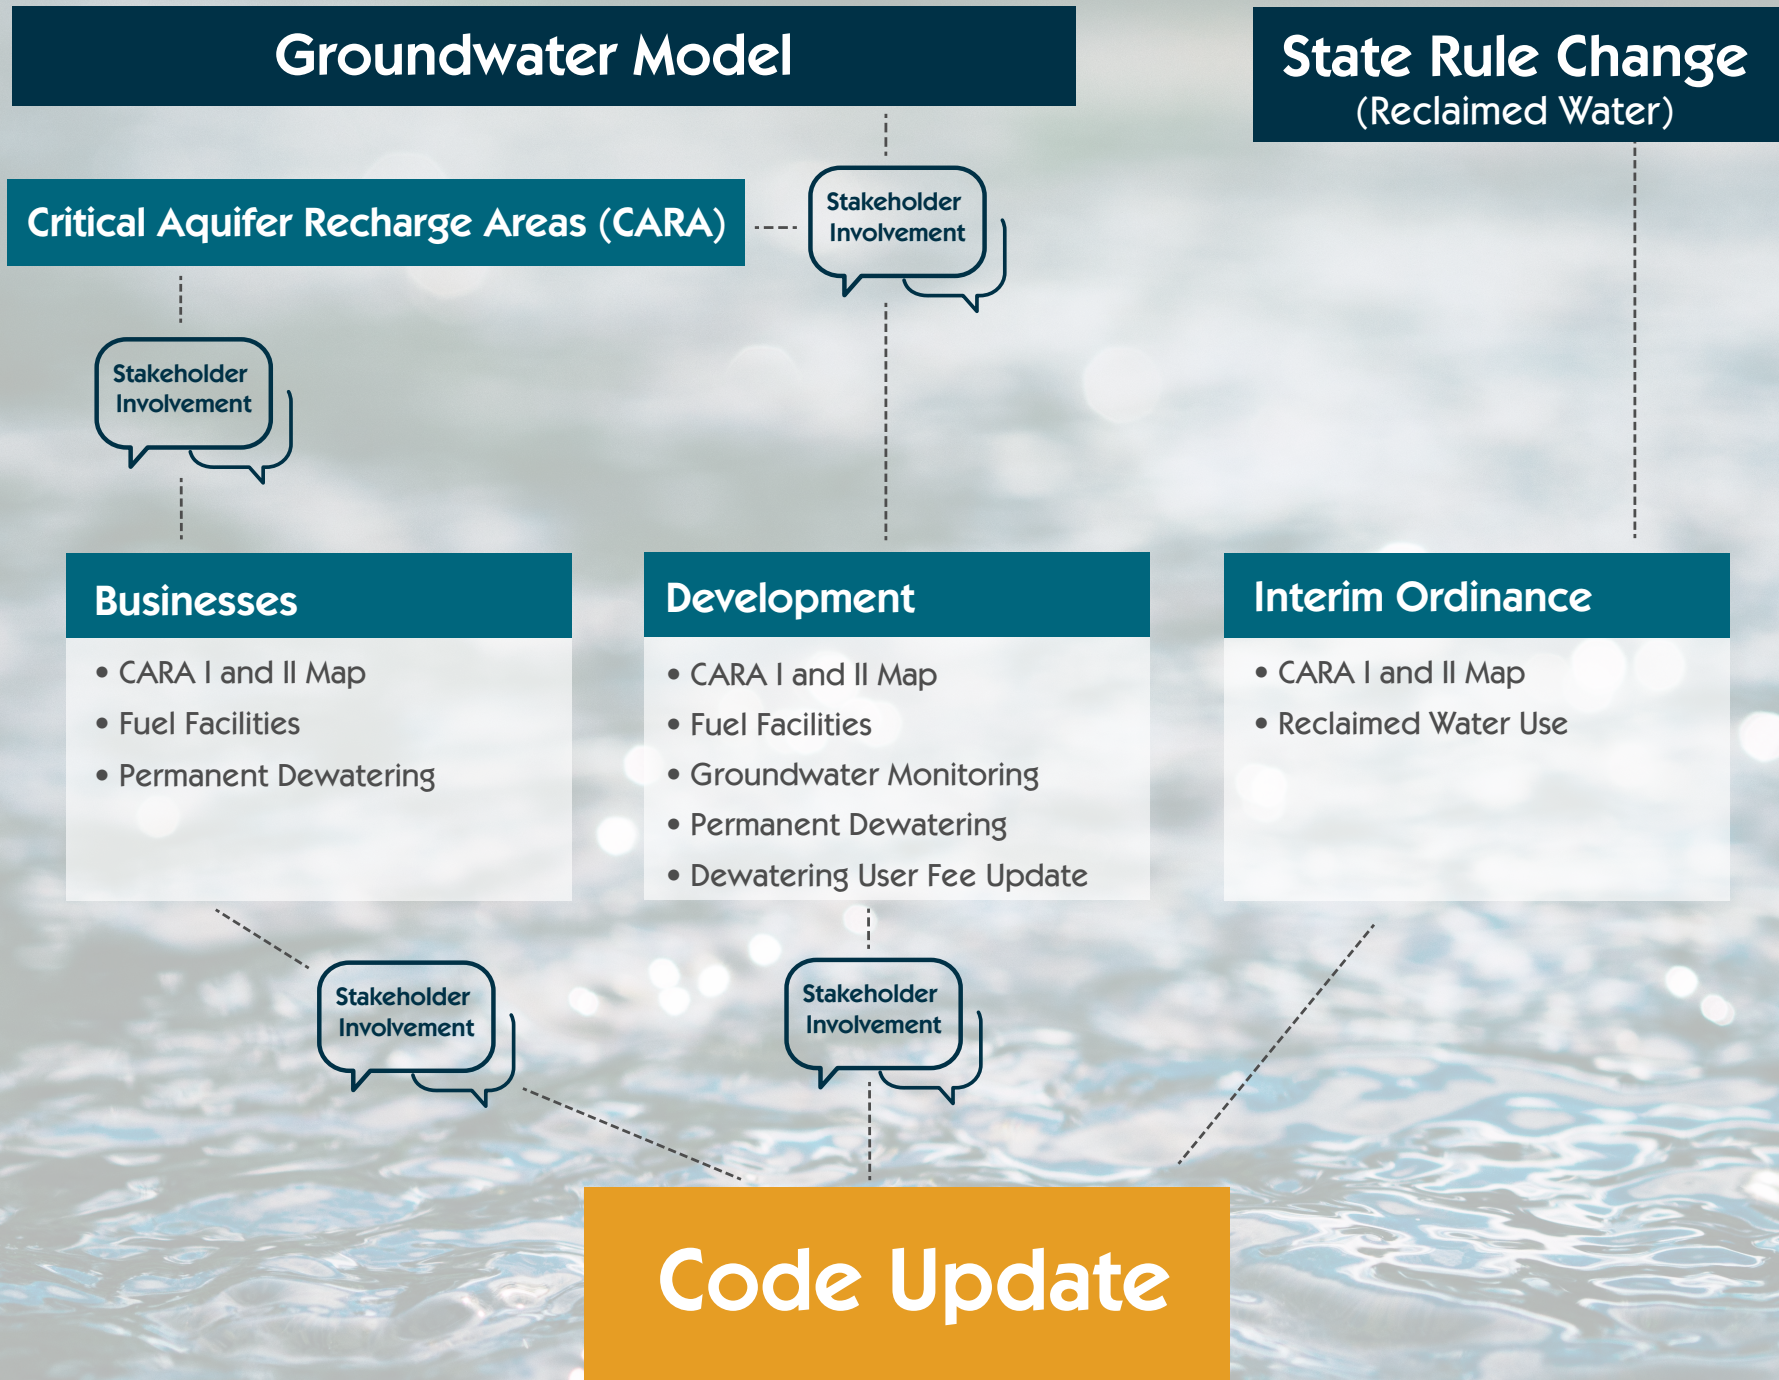 Groundwater Model
State Rule Change
(Reclaimed Water)
Critical Aquifer Recharge Areas (CARA)
Stakeholder
Involvement
Stakeholder
Involvement
Businesses
• CARA I and II Map
• Fuel Facilities
• Permanent Dewatering
Development
• CARA I and II Map
• Fuel Facilities
• Groundwater Monitoring
• Permanent Dewatering
• Dewatering User Fee Update
Interim Ordinance
• CARA I and II Map
• Reclaimed Water Use
Stakeholder
Involvement
Stakeholder
Involvement
Code Update